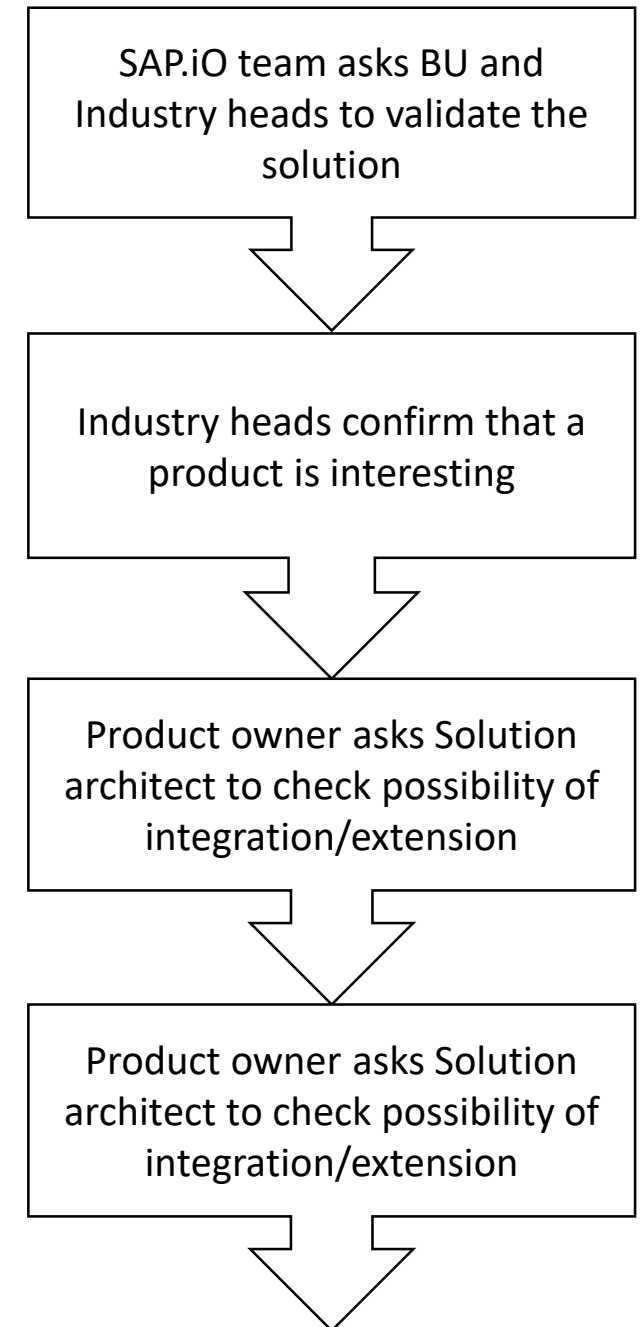 SAP.iO team asks BU and
Industry heads to validate the
solution
Industry heads confirm that a
product is interesting
Product owner asks Solution
architect to check possibility of
integration/extension
Product owner asks Solution
architect to check possibility of
integration/extension